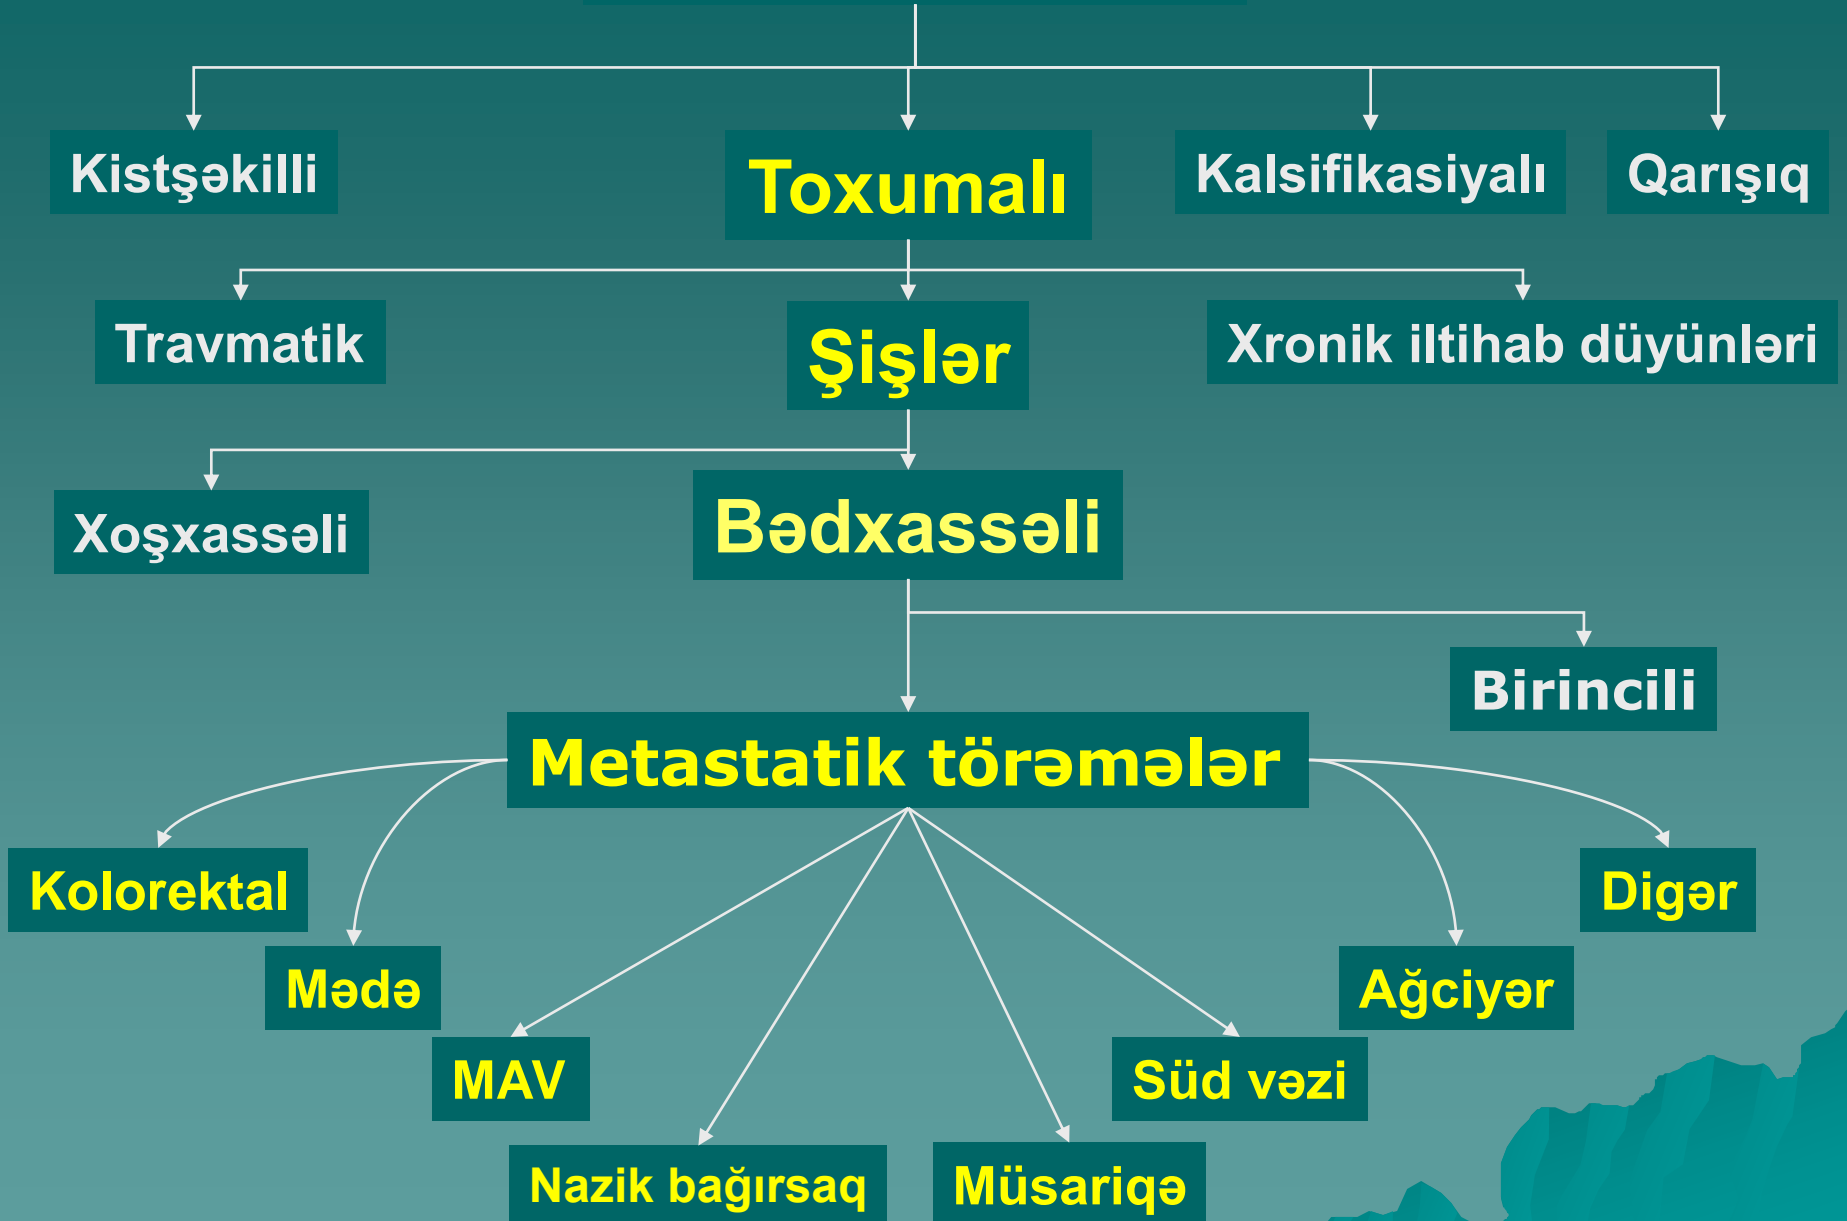 Kistşəkilli
Toxumalı
Kalsifikasiyalı
Qarışıq
Travmatik
Şişlər
Xronik iltihab düyünləri
Xoşxassəli
Bədxassəli
Birincili
Metastatik törəmələr
Kolorektal
Digər
Mədə
Ağciyər
MAV
Süd vəzi
Nazik bağırsaq
Müsariqə